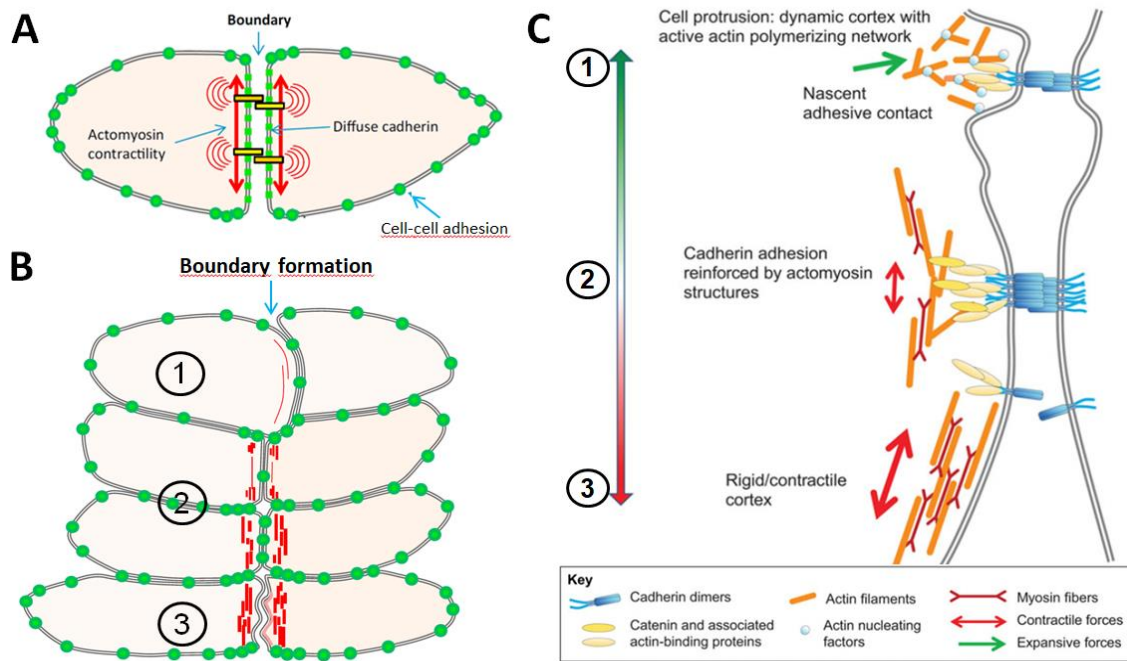 A
Boundary
Actomyosin
contractility
Diffuse cadherin
Cell-cell adhesion
B
Boundary formation
1
2
3
C
Cell protrusion: dynamic cortex with
active actin polymerizing network
1
Nascent
adhesive contact
Cadherin adhesion
reinforced by actomyosin
structures
2
Rigid/contractile
cortex
3
Key
Cadherin dimers
Catenin and associated
actin-binding proteins
Actin filaments
Actin nucleating
factors
Myosin fibers
Contractile forces
Expansive forces